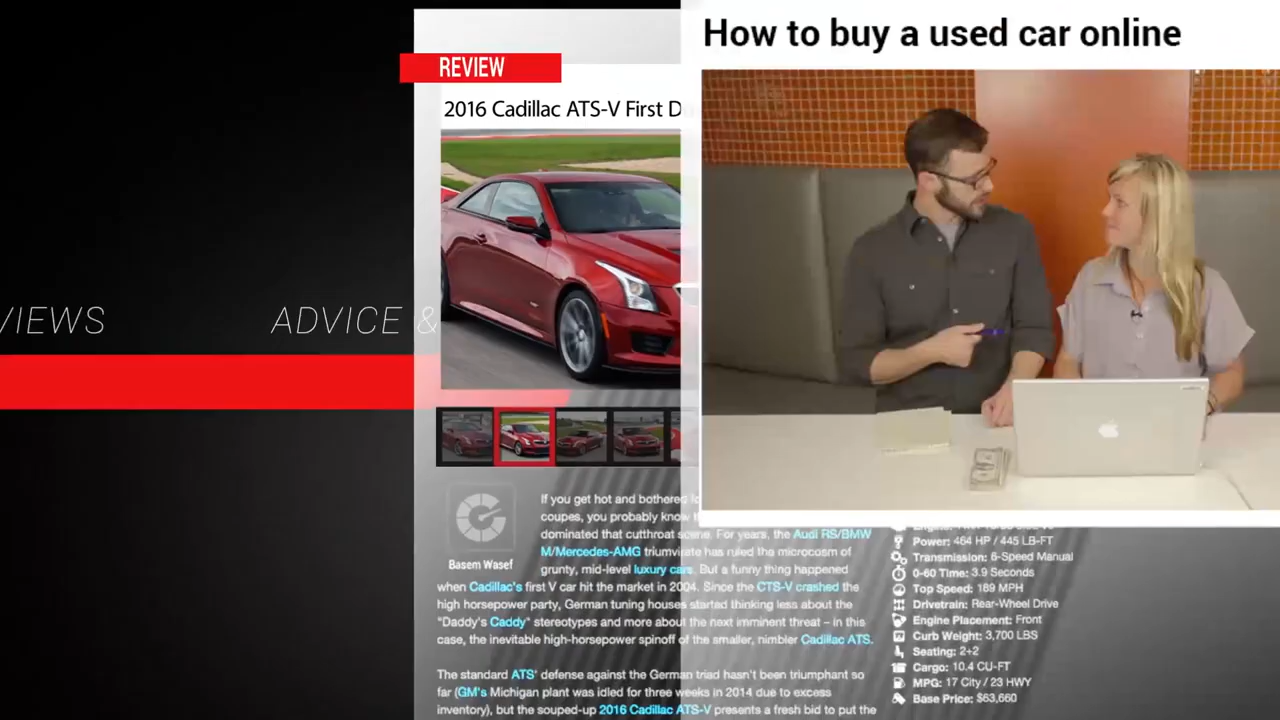 How to buy a used car online
REVIEW
2016 Cadillac ATS-V First D
VIEWS
ADVICE &
If you get hot and bothered
coupes, you probably know
dominated that cutthroat scene. For years, the Audi RS/BMW
M/Mercedes-AMG triumvirate has ruled the microcosm of
grunty, mid-level luxury cars. But a funny thing happened
Basem Wasef
when Cadillac's first V car hit the market in 2004. Since the CTS-V crashed the
high horsepower party, German tuning houses started thinking less about the
"Daddy's Caddy" stereotypes and more about the next imminent threat – in this
case, the inevitable high-horsepower spinoff of the smaller, nimbler Cadillac ATS.
The standard ATS' defense against the German triad hasn't been triumphant so
far (GM's Michigan plant was idled for three weeks in 2014 due to excess
inventory), but the souped-up 2016 Cadillac ATS-V presents a fresh bid to put the
Power: 464 HP / 445 LB-FT
Transmission: 6-Speed Manual
0-60 Time: 3.9 Seconds
Top Speed: 189 MPH
Drivetrain: Rear-Wheel Drive
Engine Placement: Front
Curb Weight: 3,700 LBS
Seating: 2+2
Cargo: 10.4 CU-FT
MPG: 17 City / 23 HWY
Base Price: $63,660